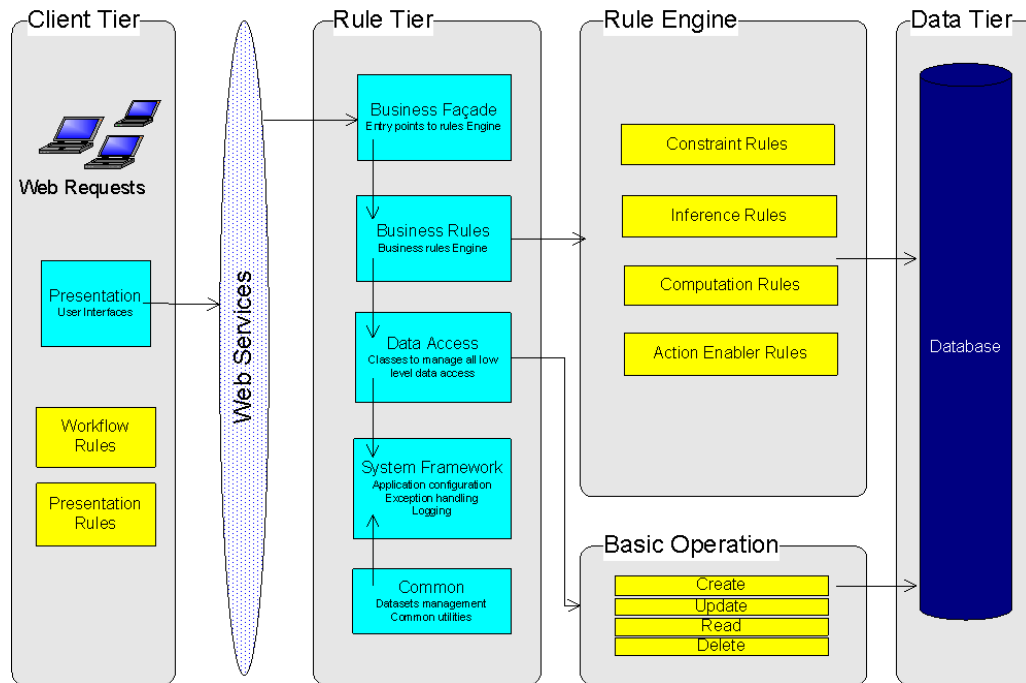 Client Tier
Web Requests
Presentation
User Interfaces
Workflow
Rules
Presentation
Rules
Web Services
Rule Tier
Business Façade
Entry points to rules Engine
Business Rules
Business rules Engine
Data Access
Classes to manage all low
level data access
System Framework
Application configuration
Exception handling
Logging
Common
Datasets management
Common utilities
Rule Engine
Constraint Rules
Inference Rules
Computation Rules
Action Enabler Rules
Basic Operation
Create
Update
Read
Delete
Data Tier
Database